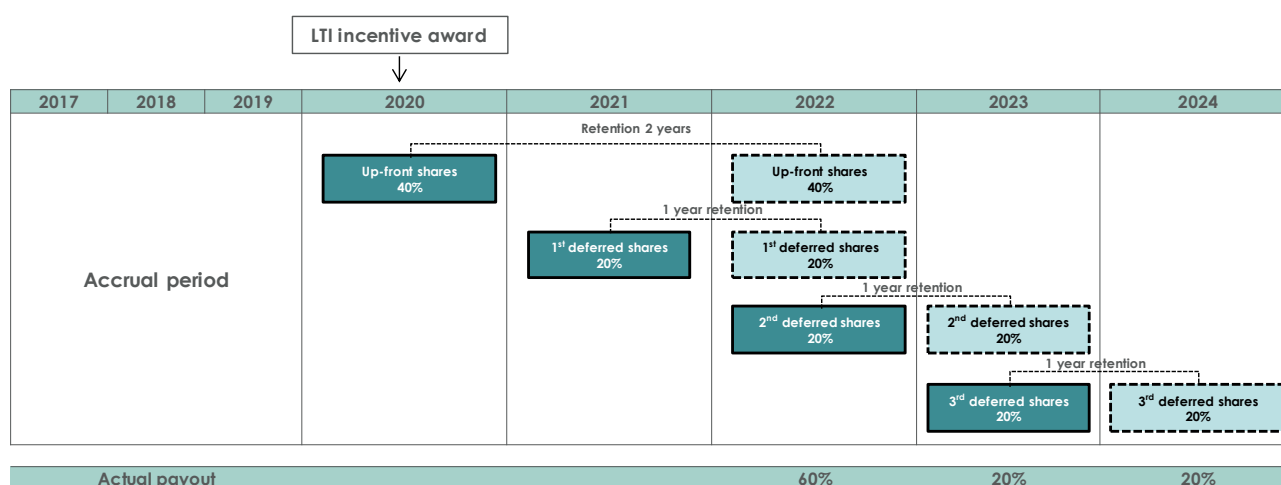 LTI incentive award
2017 2018 2019 2020 2021 2022 2023 2024
Retention 2 years
Up-front shares
40%
Up-front shares
40%
1 year retention
1st deferred shares
20%
1st deferred shares
20%
Accrual period
1 year retention
2nd deferred shares
20%
2nd deferred shares
20%
1 year retention
3rd deferred shares
20%
3rd deferred shares
20%
Actual payout 60% 20% 20%